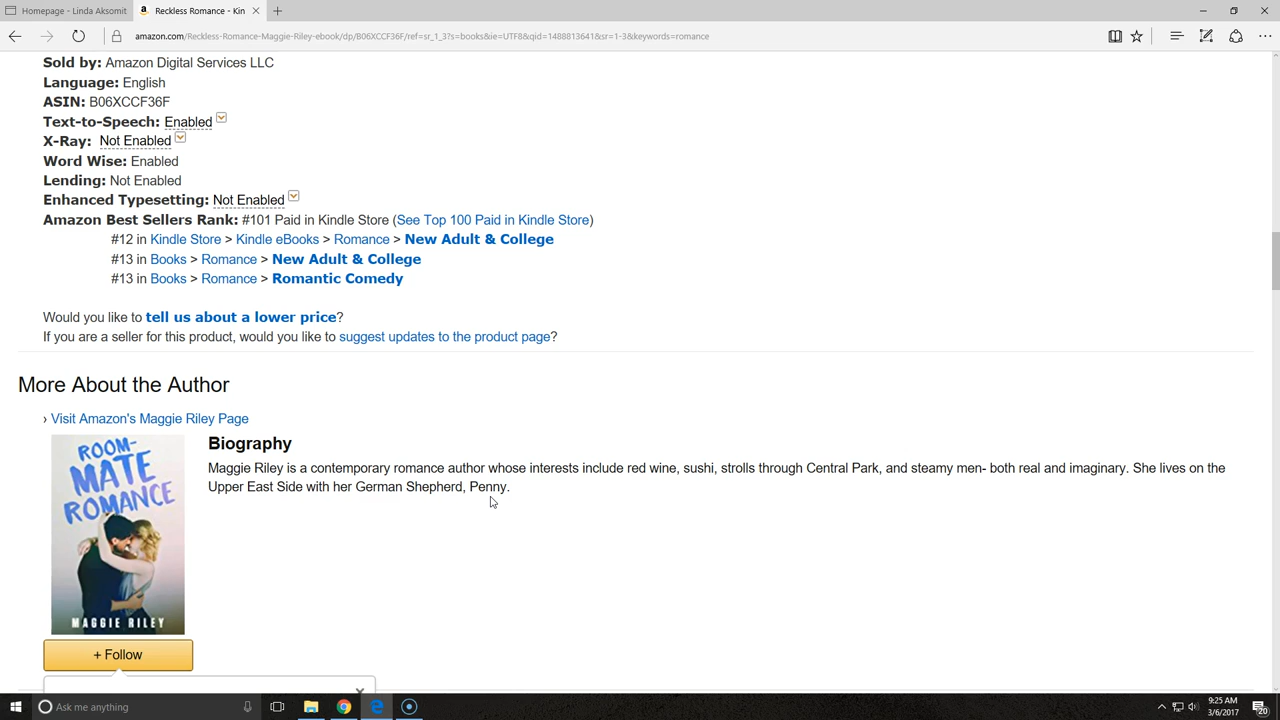 Homepage - Linda Aksomit
Reckless Romance - Kin
amazon.com/Reckless-Romance-Maggie-Riley-ebook/dp/B06XCCF36F/ref=sr_1_3?s=books&ie=UTF8&qid=1488813641&sr=1-3&keywords=romance
Sold by: Amazon Digital Services LLC
Language: English
ASIN: B06XCCF36F
Text-to-Speech: Enabled
X-Ray: Not Enabled
Word Wise: Enabled
Lending: Not Enabled
Enhanced Typesetting: Not Enabled
Amazon Best Sellers Rank: #101 Paid in Kindle Store (See Top 100 Paid in Kindle Store)
#12 in Kindle Store > Kindle eBooks > Romance > New Adult & College
#13 in Books > Romance > New Adult & College
#13 in Books > Romance > Romantic Comedy
Would you like to tell us about a lower price?
If you are a seller for this product, would you like to suggest updates to the product page?
More About the Author
› Visit Amazon's Maggie Riley Page
ROOM-
MATE
ROMANCE
MAGGIE RILEY
Biography
Maggie Riley is a contemporary romance author whose interests include red wine, sushi, strolls through Central Park, and steamy men- both real and imaginary. She lives on the
Upper East Side with her German Shepherd, Penny.
+ Follow
Ask me anything
9:25 AM
3/6/2017
20